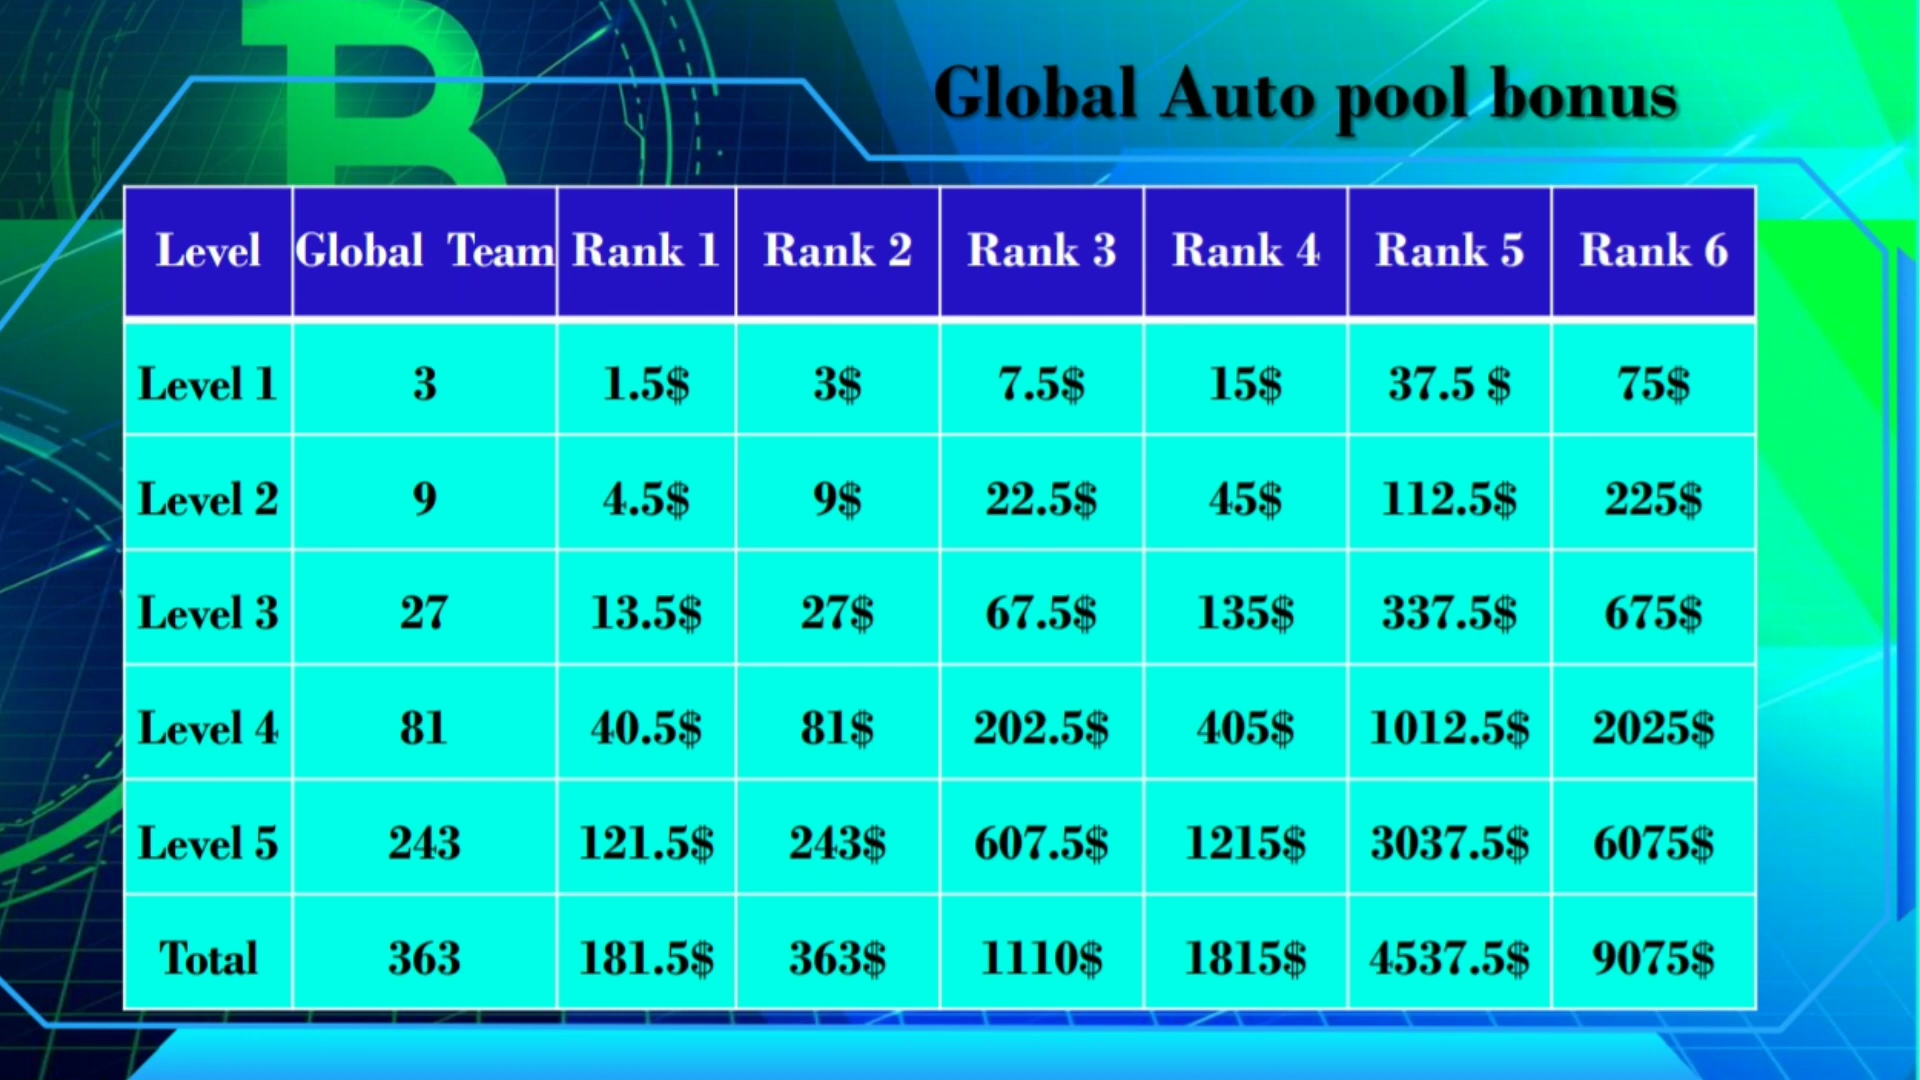 Global Auto pool bonus
Level Global Team Rank 1 Rank 2 Rank 3 Rank 4 Rank 5 Rank 6
Level 1 3 1.5$ 3$ 7.5$ 15$ 37.5 $ 75$
Level 2 9 4.5$ 9$ 22.5$ 45$ 112.5$ 225$
Level 3 27 13.5$ 27$ 67.5$ 135$ 337.5$ 675$
Level 4 81 40.5$ 81$ 202.5$ 405$ 1012.5$ 2025$
Level 5 243 121.5$ 243$ 607.5$ 1215$ 3037.5$ 6075$
Total 363 181.5$ 363$ 1110$ 1815$ 4537.5$ 9075$